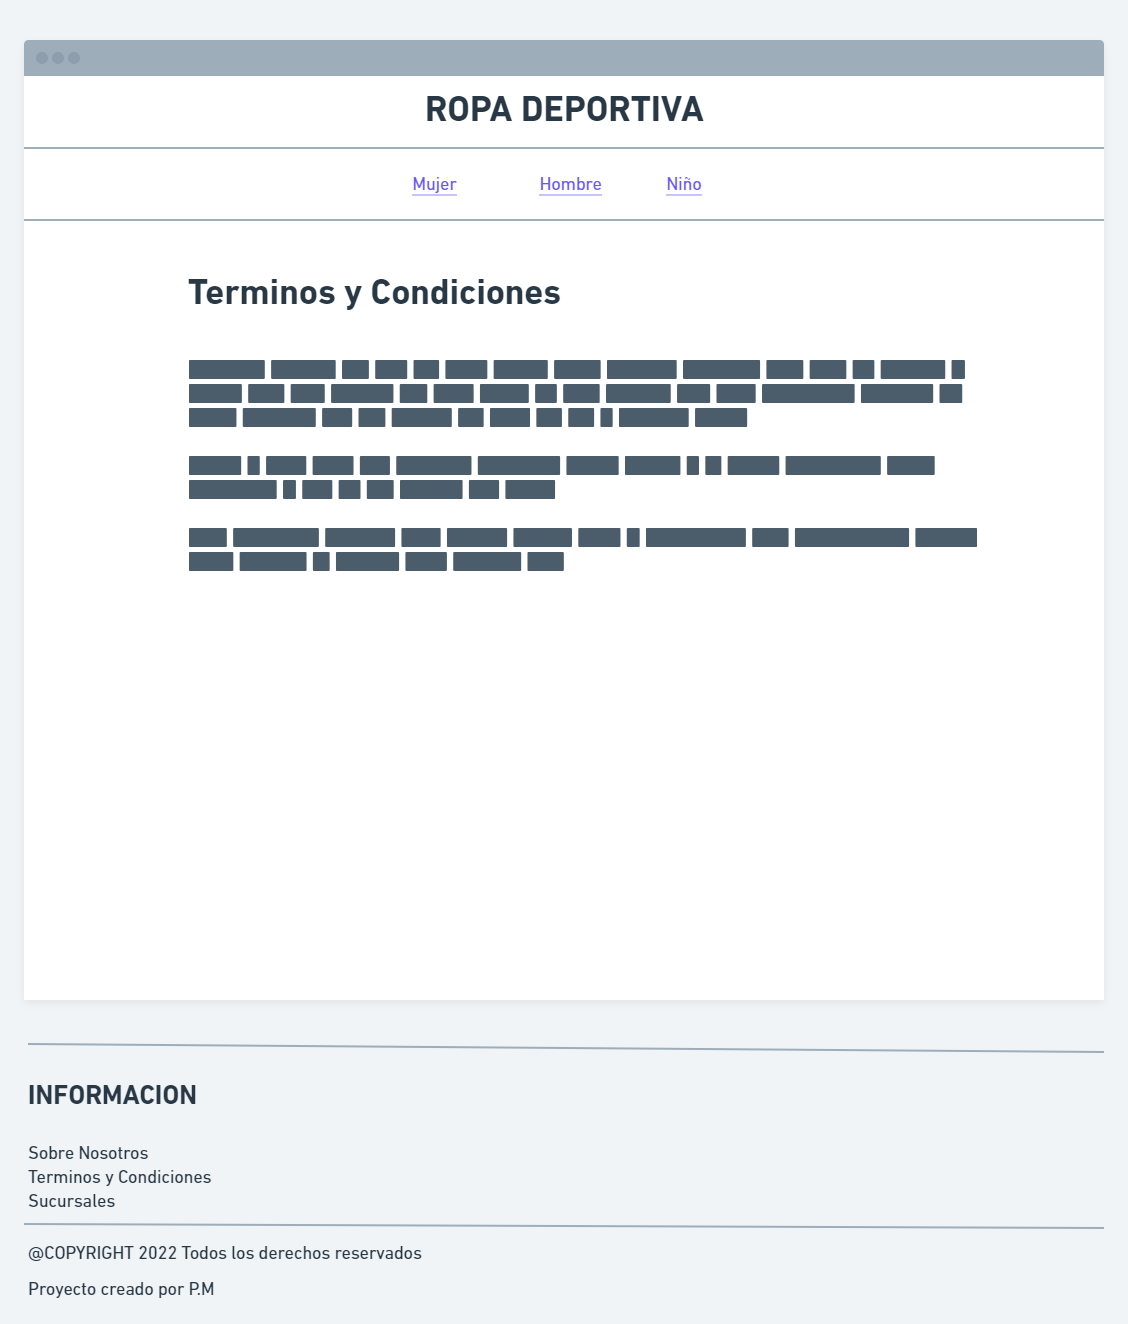 ROPA DEPORTIVA
Mujer Hombre Niño
Terminos y Condiciones
INFORMACION
Sobre Nosotros
Terminos y Condiciones
Sucursales
@COPYRIGHT 2022 Todos los derechos reservados
Proyecto creado por P.M